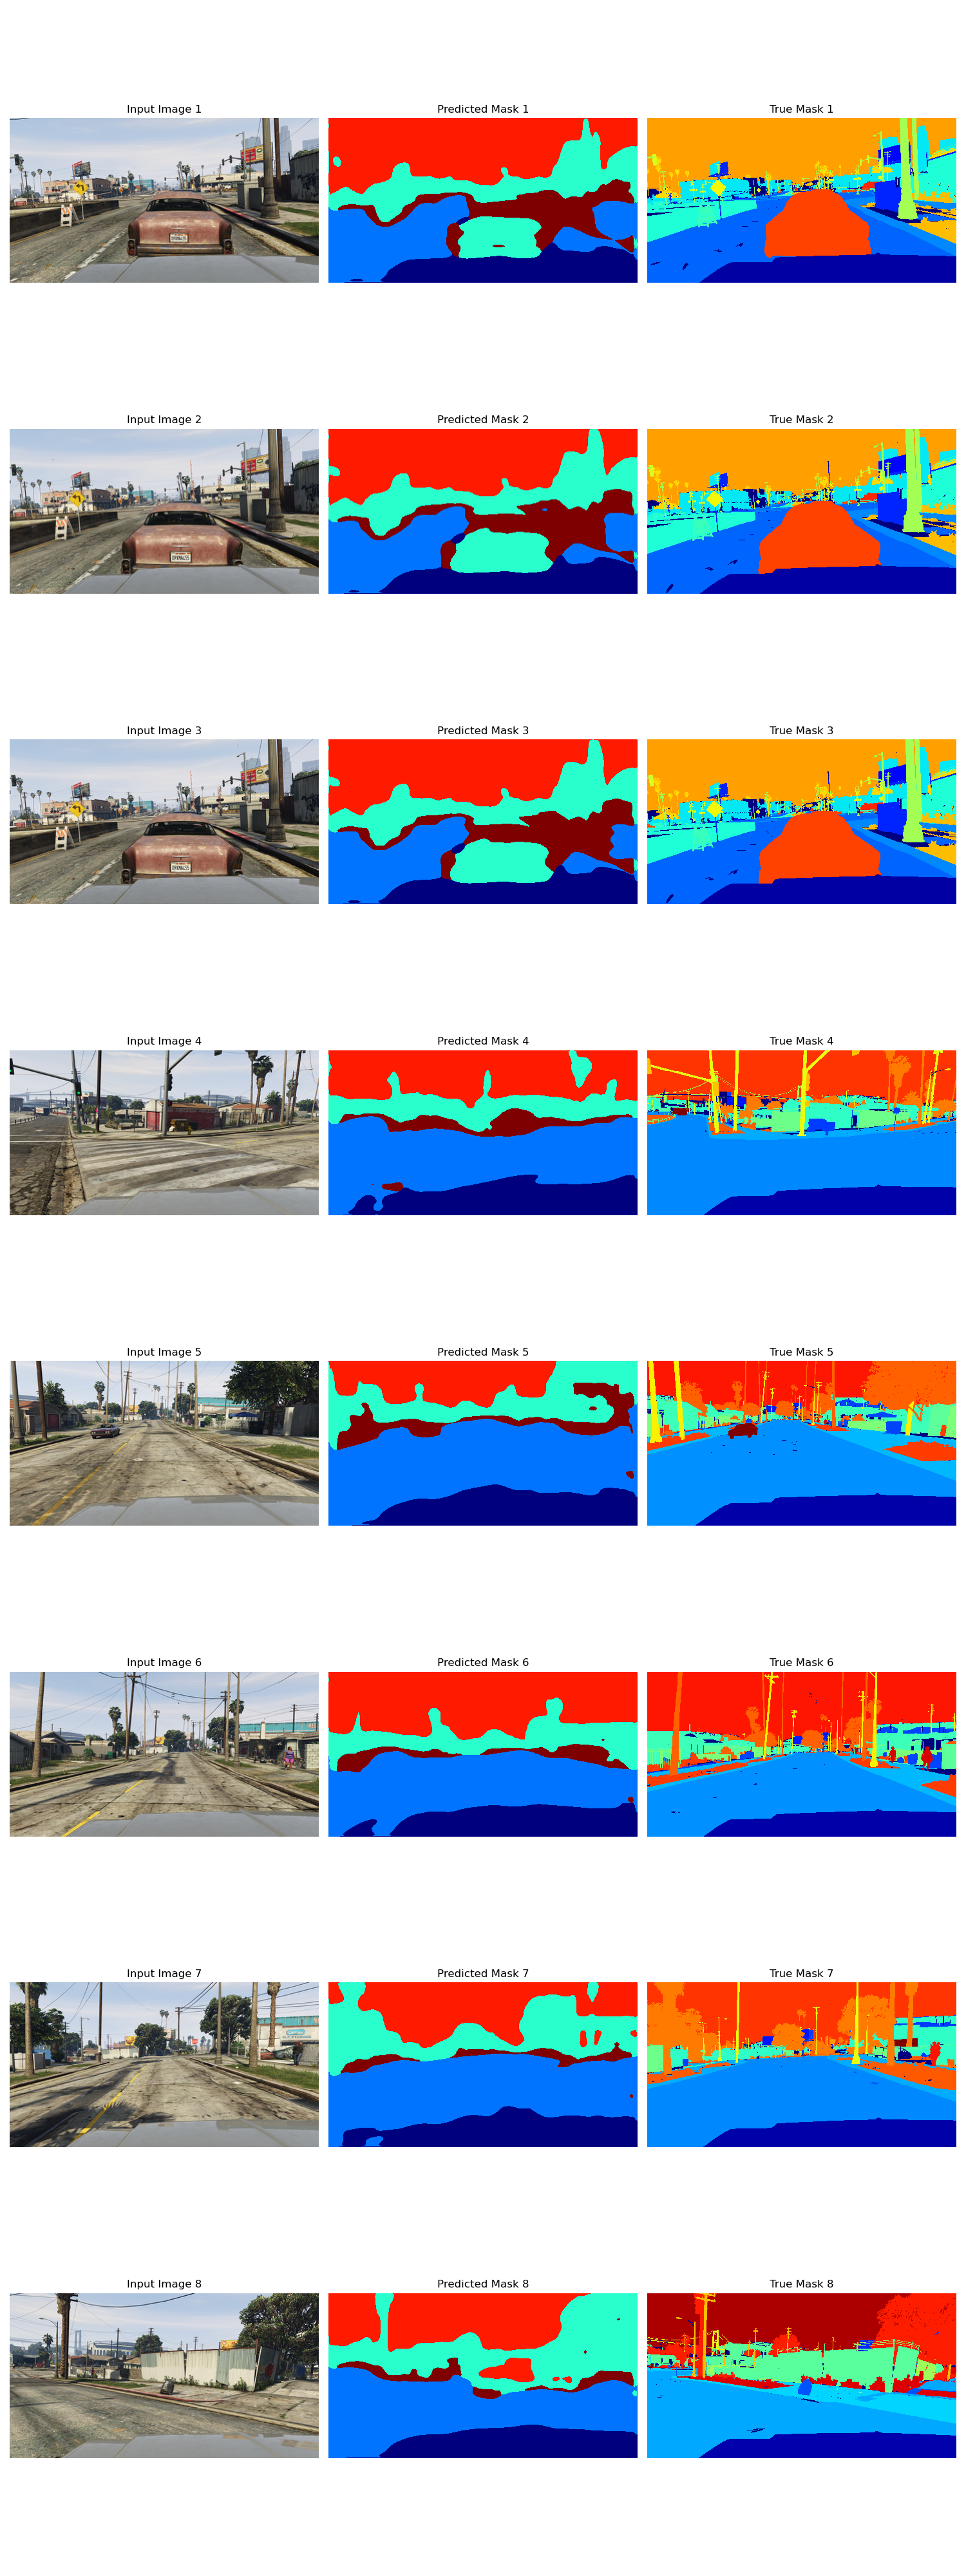 Input Image 1 Predicted Mask 1 True Mask 1
Input Image 2 Predicted Mask 2 True Mask 2
Input Image 3 Predicted Mask 3 True Mask 3
Input Image 4 Predicted Mask 4 True Mask 4
Input Image 5 Predicted Mask 5 True Mask 5
Input Image 6 Predicted Mask 6 True Mask 6
Input Image 7 Predicted Mask 7 True Mask 7
Input Image 8 Predicted Mask 8 True Mask 8